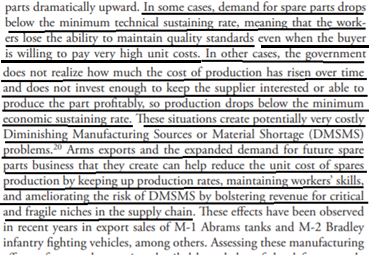 parts dramatically upward. In some cases, demand for spare parts drops
below the minimum technical sustaining rate, meaning that the work-
ers lose the ability to maintain quality standards even when the buyer
is willing to pay very high unit costs. In other cases, the government
does not realize how much the cost of production has risen over time
and does not invest enough to keep the supplier interested or able to
produce the part profitably, so production drops below the minimum
economic sustaining rate. These situations create potentially very costly
Diminishing Manufacturing Sources or Material Shortage (DMSMS)
problems.20 Arms exports and the expanded demand for future spare
parts business that they create can help reduce the unit cost of spares
production by keeping up production rates, maintaining workers' skills,
and ameliorating the risk of DMSMS by bolstering revenue for critical
and fragile niches in the supply chain. These effects have been observed
in recent years in export sales of M-1 Abrams tanks and M-2 Bradley
infantry fighting vehicles, among others. Assessing these manufacturing